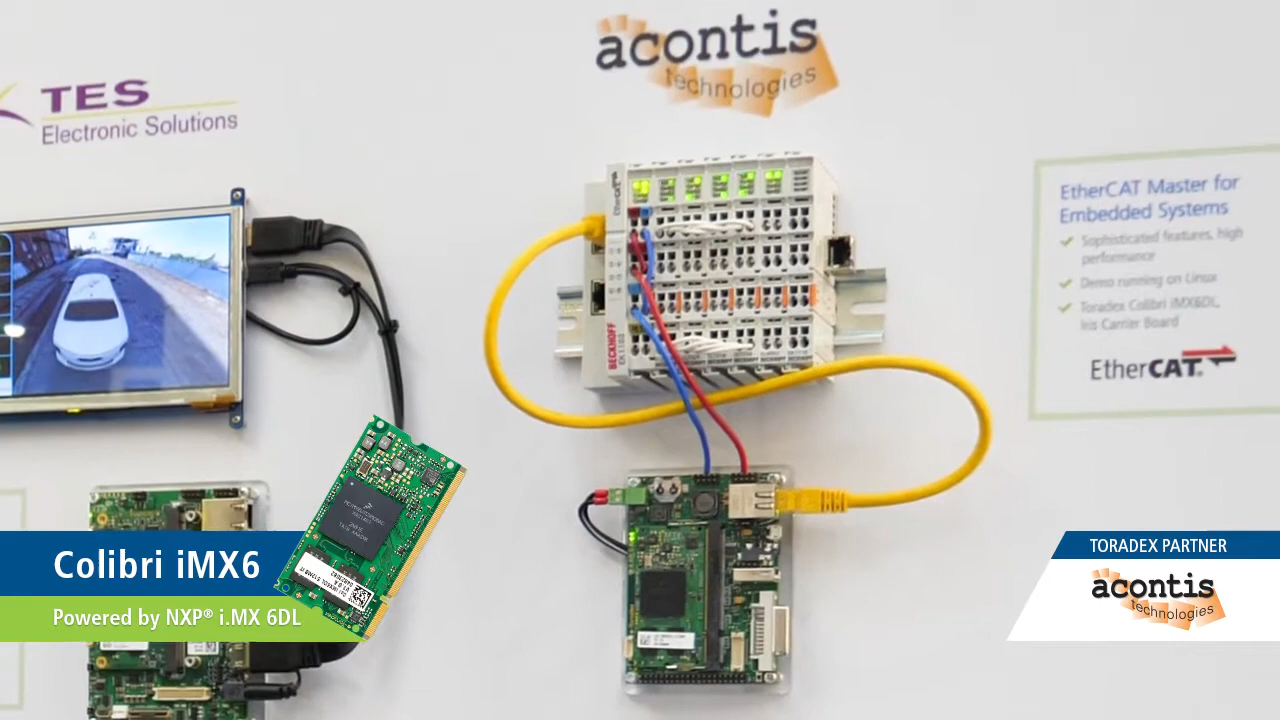 acontis
technologies
TES
Electronic Solutions
EtherCAT Master for
Embedded Systems
Sophisticated features, high
performance
Demo running on Linux
Toradex Colibri iMX6DL,
Iris Carrier Board
EtherCAT®
BECKHOFF
Colibri iMX6
Powered by NXP® i.MX 6DL
TORADEX PARTNER
acontis
technologies